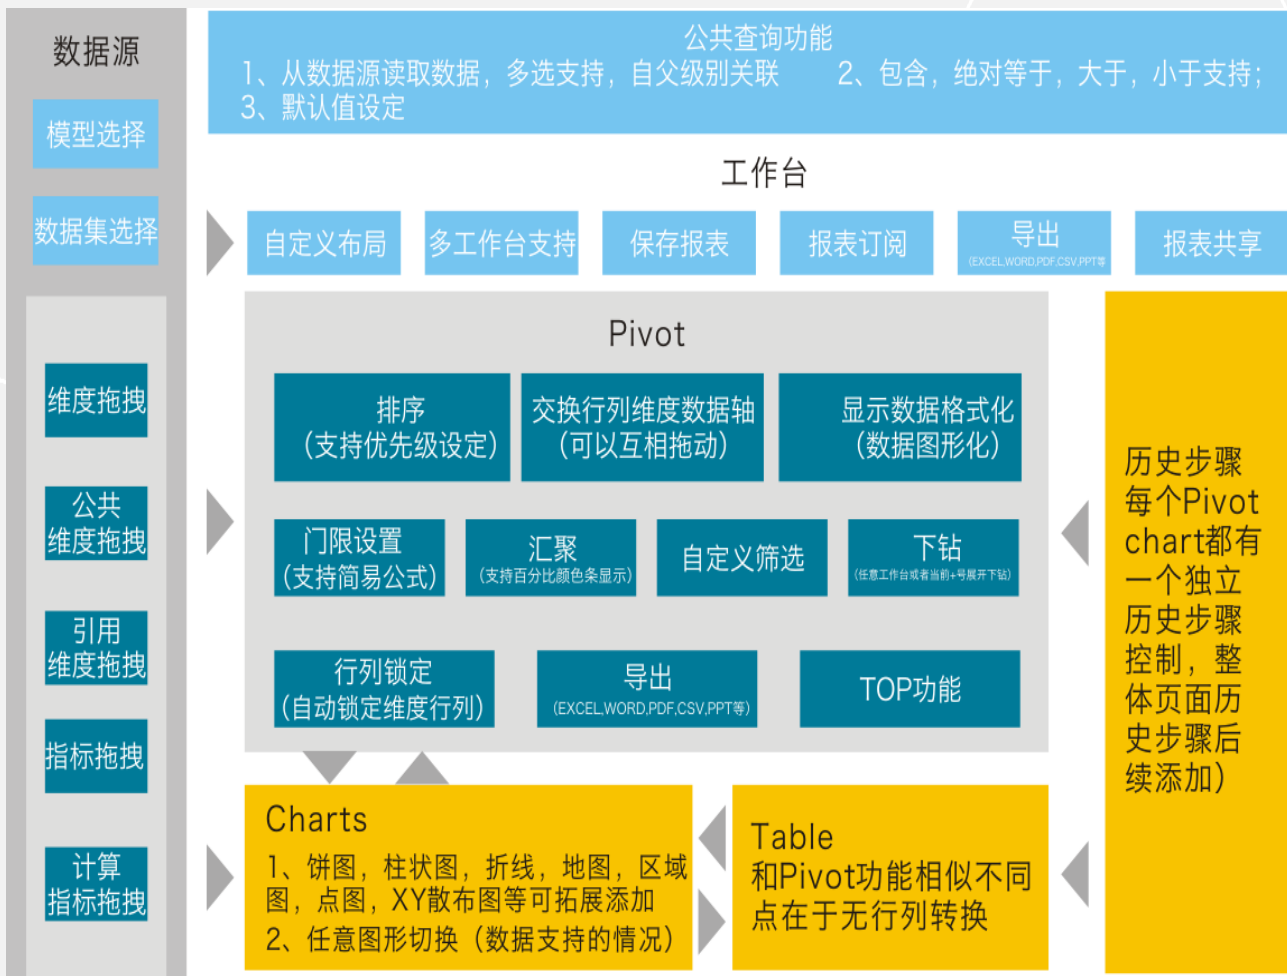 数据源
模型选择
数据集选择
维度拖拽
公共
维度拖拽
引用
维度拖拽
指标拖拽
计算
指标拖拽
公共查询功能
1、从数据源读取数据，多选支持，自父级别关联 2、包含，绝对等于，大于，小于支持；
3、默认值设定
工作台
自定义布局
多工作台支持
保存报表
报表订阅
导出
(EXCEL,WORD,PDF,CSV,PPT等
报表共享
Pivot
排序
（支持优先级设定）
交换行列维度数据轴
（可以互相拖动）
显示数据格式化
（数据图形化）
门限设置
（支持简易公式）
汇聚
（支持百分比颜色条显示）
自定义筛选
下钻
（任意工作台或者当前+号展开下钻）
行列锁定
（自动锁定维度行列）
导出
（EXCEL,WORD,PDF,CSV,PPT等）
TOP功能
Charts
1、饼图，柱状图，折线，地图，区域
图，点图，XY散布图等可拓展添加
2、任意图形切换（数据支持的情况）
Table
和Pivot功能相似不同
点在于无行列转换
历史步骤
每个Pivot
chart都有
一个独立
历史步骤
控制，整
体页面历
史步骤后
续添加）